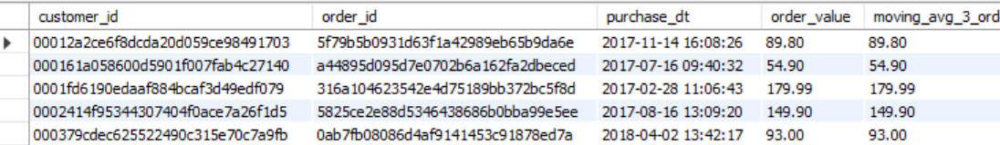 customer_id order_id purchase_dt order_value moving_avg_3_ord
00012a2ce6f8dcda20d059ce98491703 5f79b5b0931d63f1a42989eb65b9da6e 2017-11-14 16:08:26 89.80 89.80
000161a058600d5901f007fab4c27140 a44895d095d7e0702b6a162fa2dbeced 2017-07-16 09:40:32 54.90 54.90
0001fd6190edaaf884bcaf3d49edf079 316a104623542e4d75189bb372bc5f8d 2017-02-28 11:06:43 179.99 179.99
0002414f95344307404f0ace7a26f1d5 5825ce2e88d5346438686b0bba99e5ee 2017-08-16 13:09:20 149.90 149.90
000379cdec625522490c315e70c7a9fb 0ab7fb08086d4af9141453c91878ed7a 2018-04-02 13:42:17 93.00 93.00